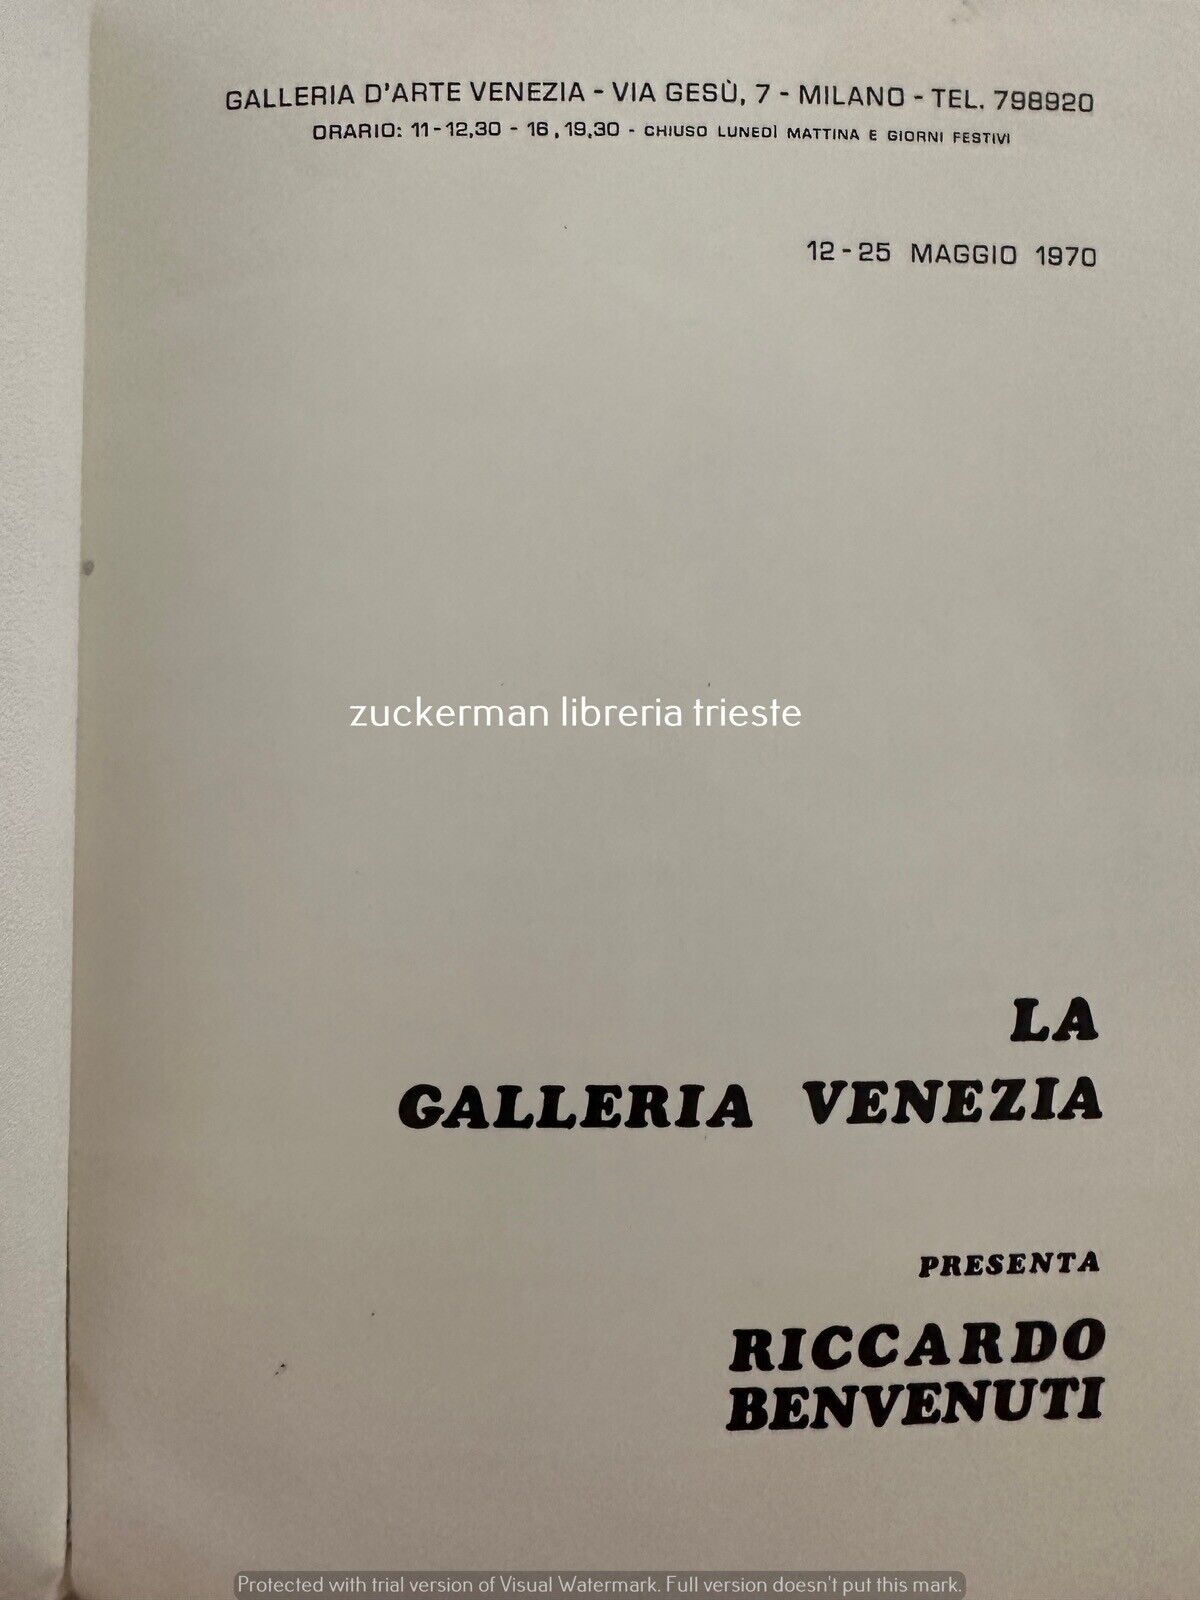 GALLERIA D'ARTE VENEZIA - VIA GESÙ, 7 - MILANO - TEL. 798920
ORARIO: 11-12,30 - 16,19,30 - CHIUSO LUNEDÌ MATTINA E GIORNI FESTIVI
12-25 MAGGIO 1970
zuckerman libreria trieste
LA
GALLERIA VENEZIA
PRESENTA
RICCARDO
BENVENUTI
Protected with trial version of Visual Watermark. Full version doesn't put this mark.